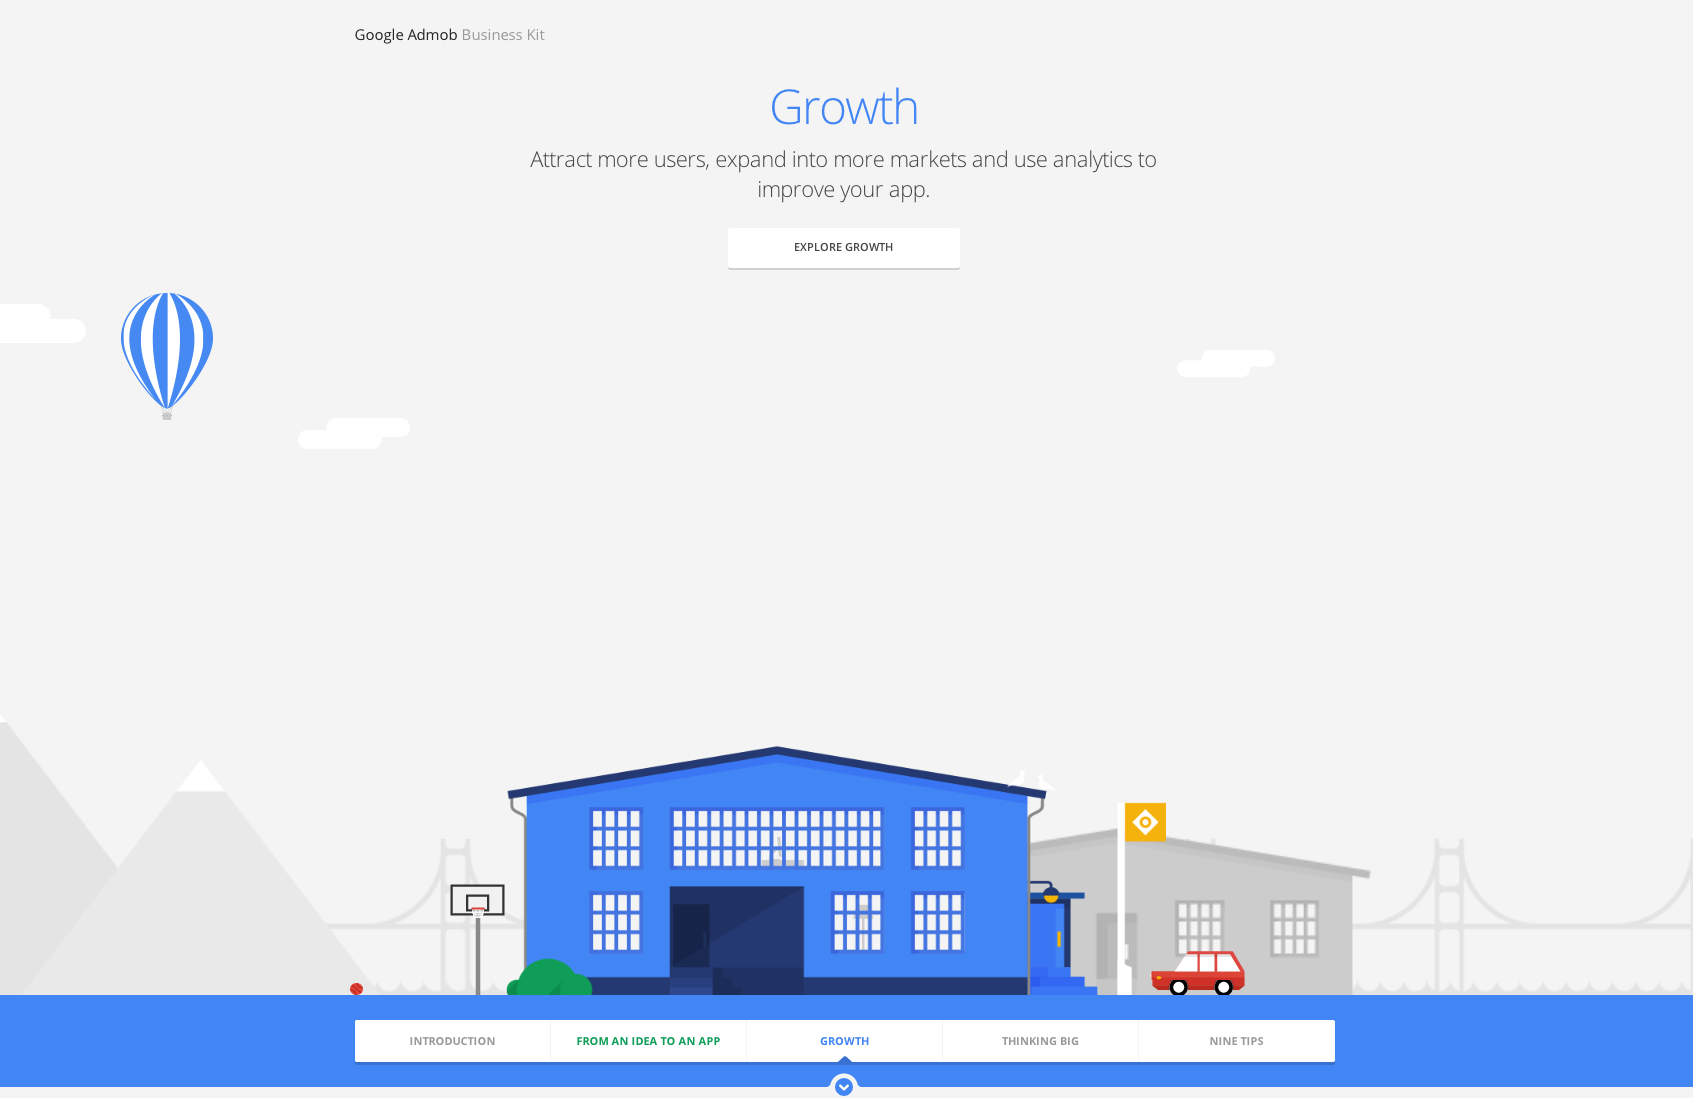 Google Admob Business Kit
Growth
Attract more users, expand into more markets and use analytics to
improve your app.
EXPLORE GROWTH
INTRODUCTION
FROM AN IDEA TO AN APP
GROWTH
THINKING BIG
NINE TIPS